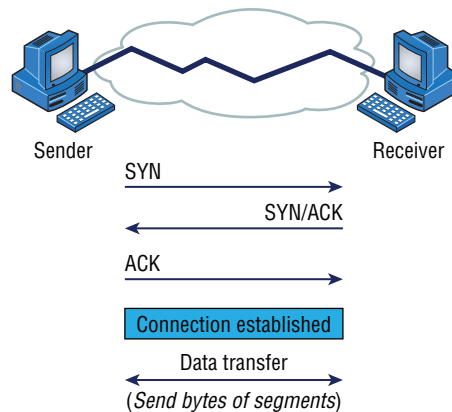 Sender
Receiver
SYN
SYN/ACK
ACK
Connection established
Data transfer
(Send bytes of segments)